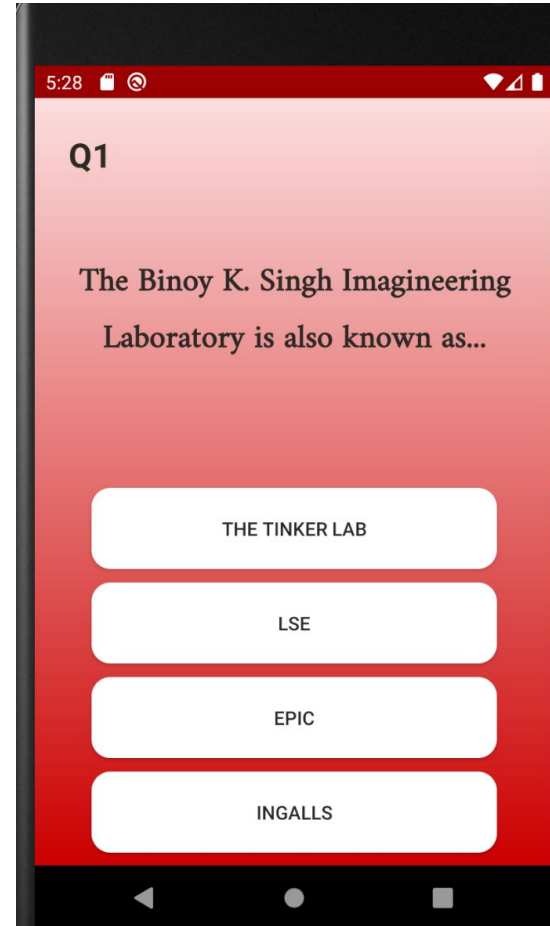 5:28
Q1
The Binoy K. Singh Imagineering
Laboratory is also known as...
THE TINKER LAB
LSE
EPIC
INGALLS